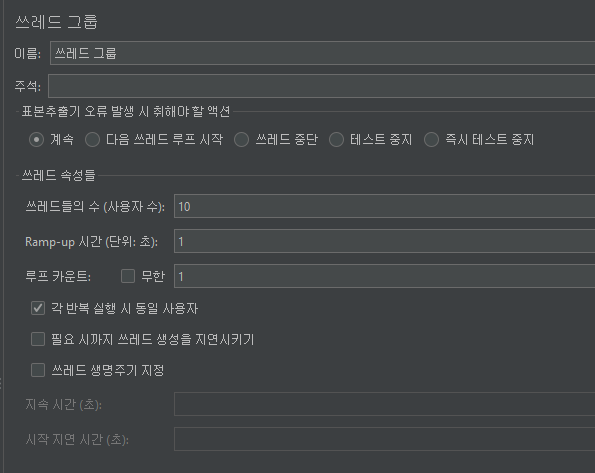 쓰레드 그룹
이름: 쓰레드 그룹
주석:
표본추출기 오류 발생 시 취해야 할 액션
계속 다음 쓰레드 루프 시작 쓰레드 중단 테스트 중지 즉시 테스트 중지
쓰레드 속성들
쓰레드들의 수 (사용자 수): 10
Ramp-up 시간 (단위: 초): 1
루프 카운트: 무한 1
각 반복 실행 시 동일 사용자
필요 시까지 쓰레드 생성을 지연시키기
쓰레드 생명주기 지정
지속 시간 (초):
시작 지연 시간 (초):